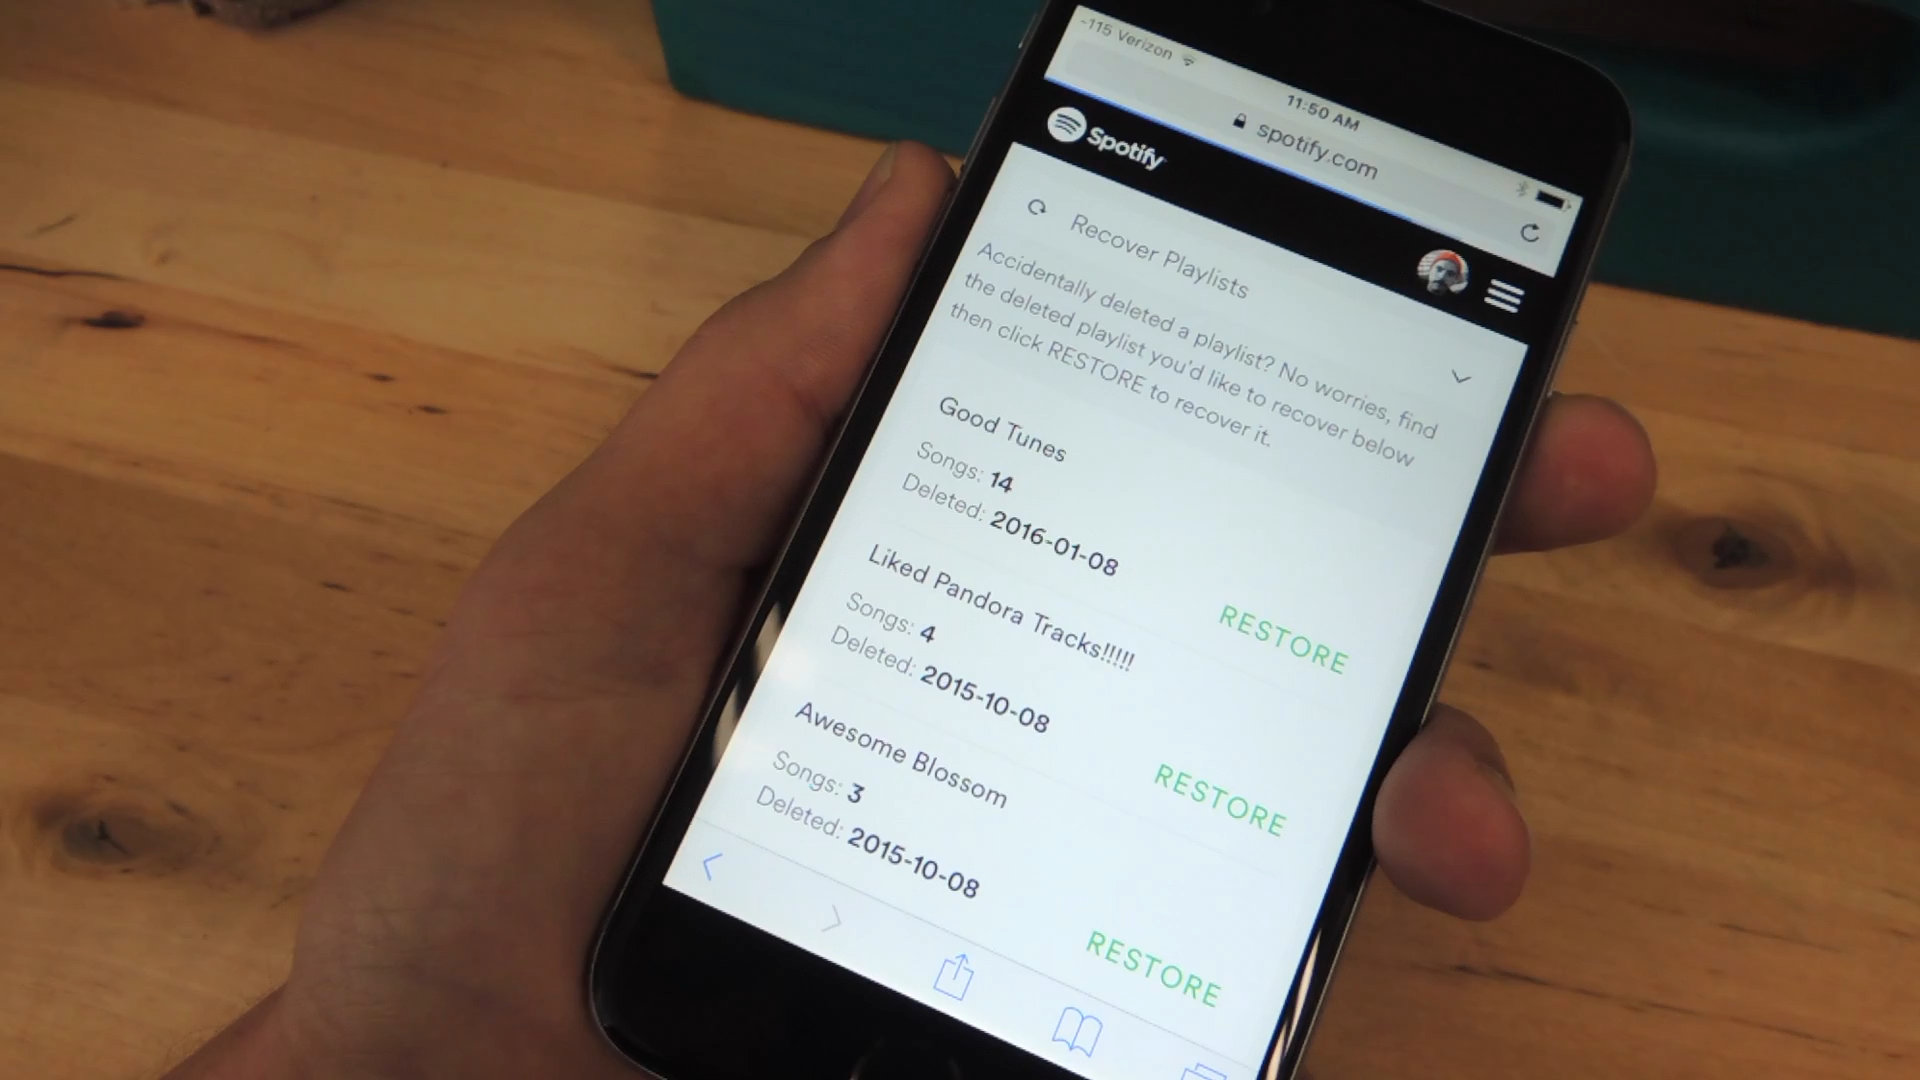 -115 Verizon
11:50 AM
spotify.com
Spotify
Recover Playlists
Accidentally deleted a playlist? No worries, find
the deleted playlist you'd like to recover below
then click RESTORE to recover it.
Good Tunes
Songs: 14
Deleted: 2016-01-08
RESTORE
Liked Pandora Tracks!!!!!
Songs: 4
Deleted: 2015-10-08
RESTORE
Awesome Blossom
Songs: 3
Deleted: 2015-10-08
RESTORE